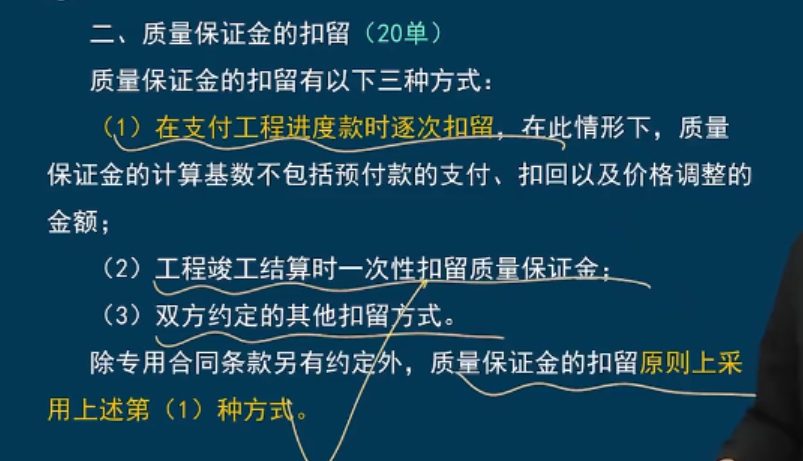 二、质量保证金的扣留（20单）
质量保证金的扣留有以下三种方式：
（1）在支付工程进度款时逐次扣留，在此情形下，质量
保证金的计算基数不包括预付款的支付、扣回以及价格调整的
金额；
（2）工程竣工结算时一次性扣留质量保证金；
（3）双方约定的其他扣留方式。
除专用合同条款另有约定外，质量保证金的扣留原则上采
用上述第（1）种方式。